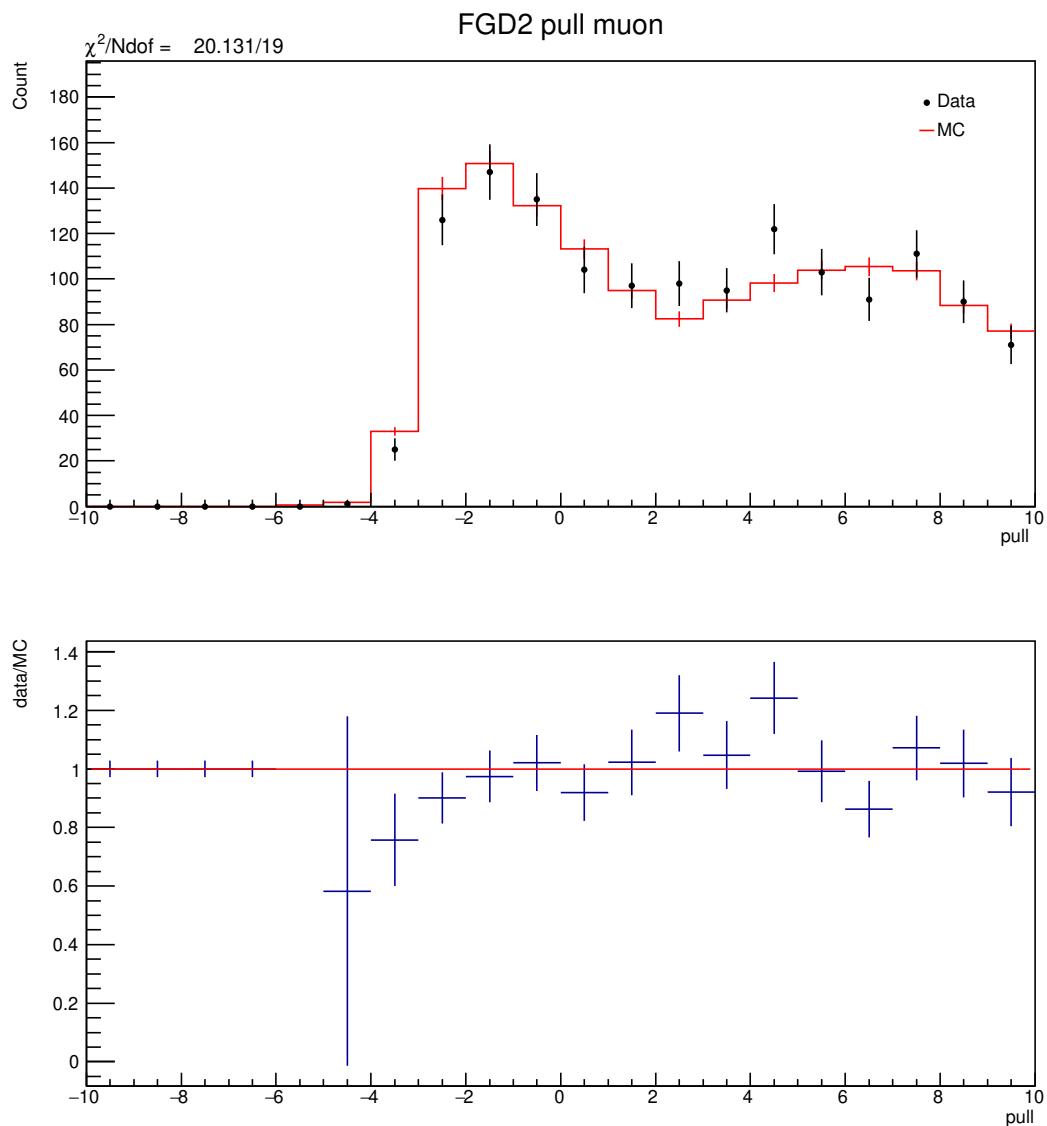 FGD2 pull muon
χ²/Ndof = 20.131/19
Count
180
160
140
120
100
80
60
40
20
0
Data
MC
−10 −8 −6 −4 −2 0 2 4 6 8 10
pull
data/MC
1.4
1.2
1
0.8
0.6
0.4
0.2
0
−10 −8 −6 −4 −2 0 2 4 6 8 10
pull